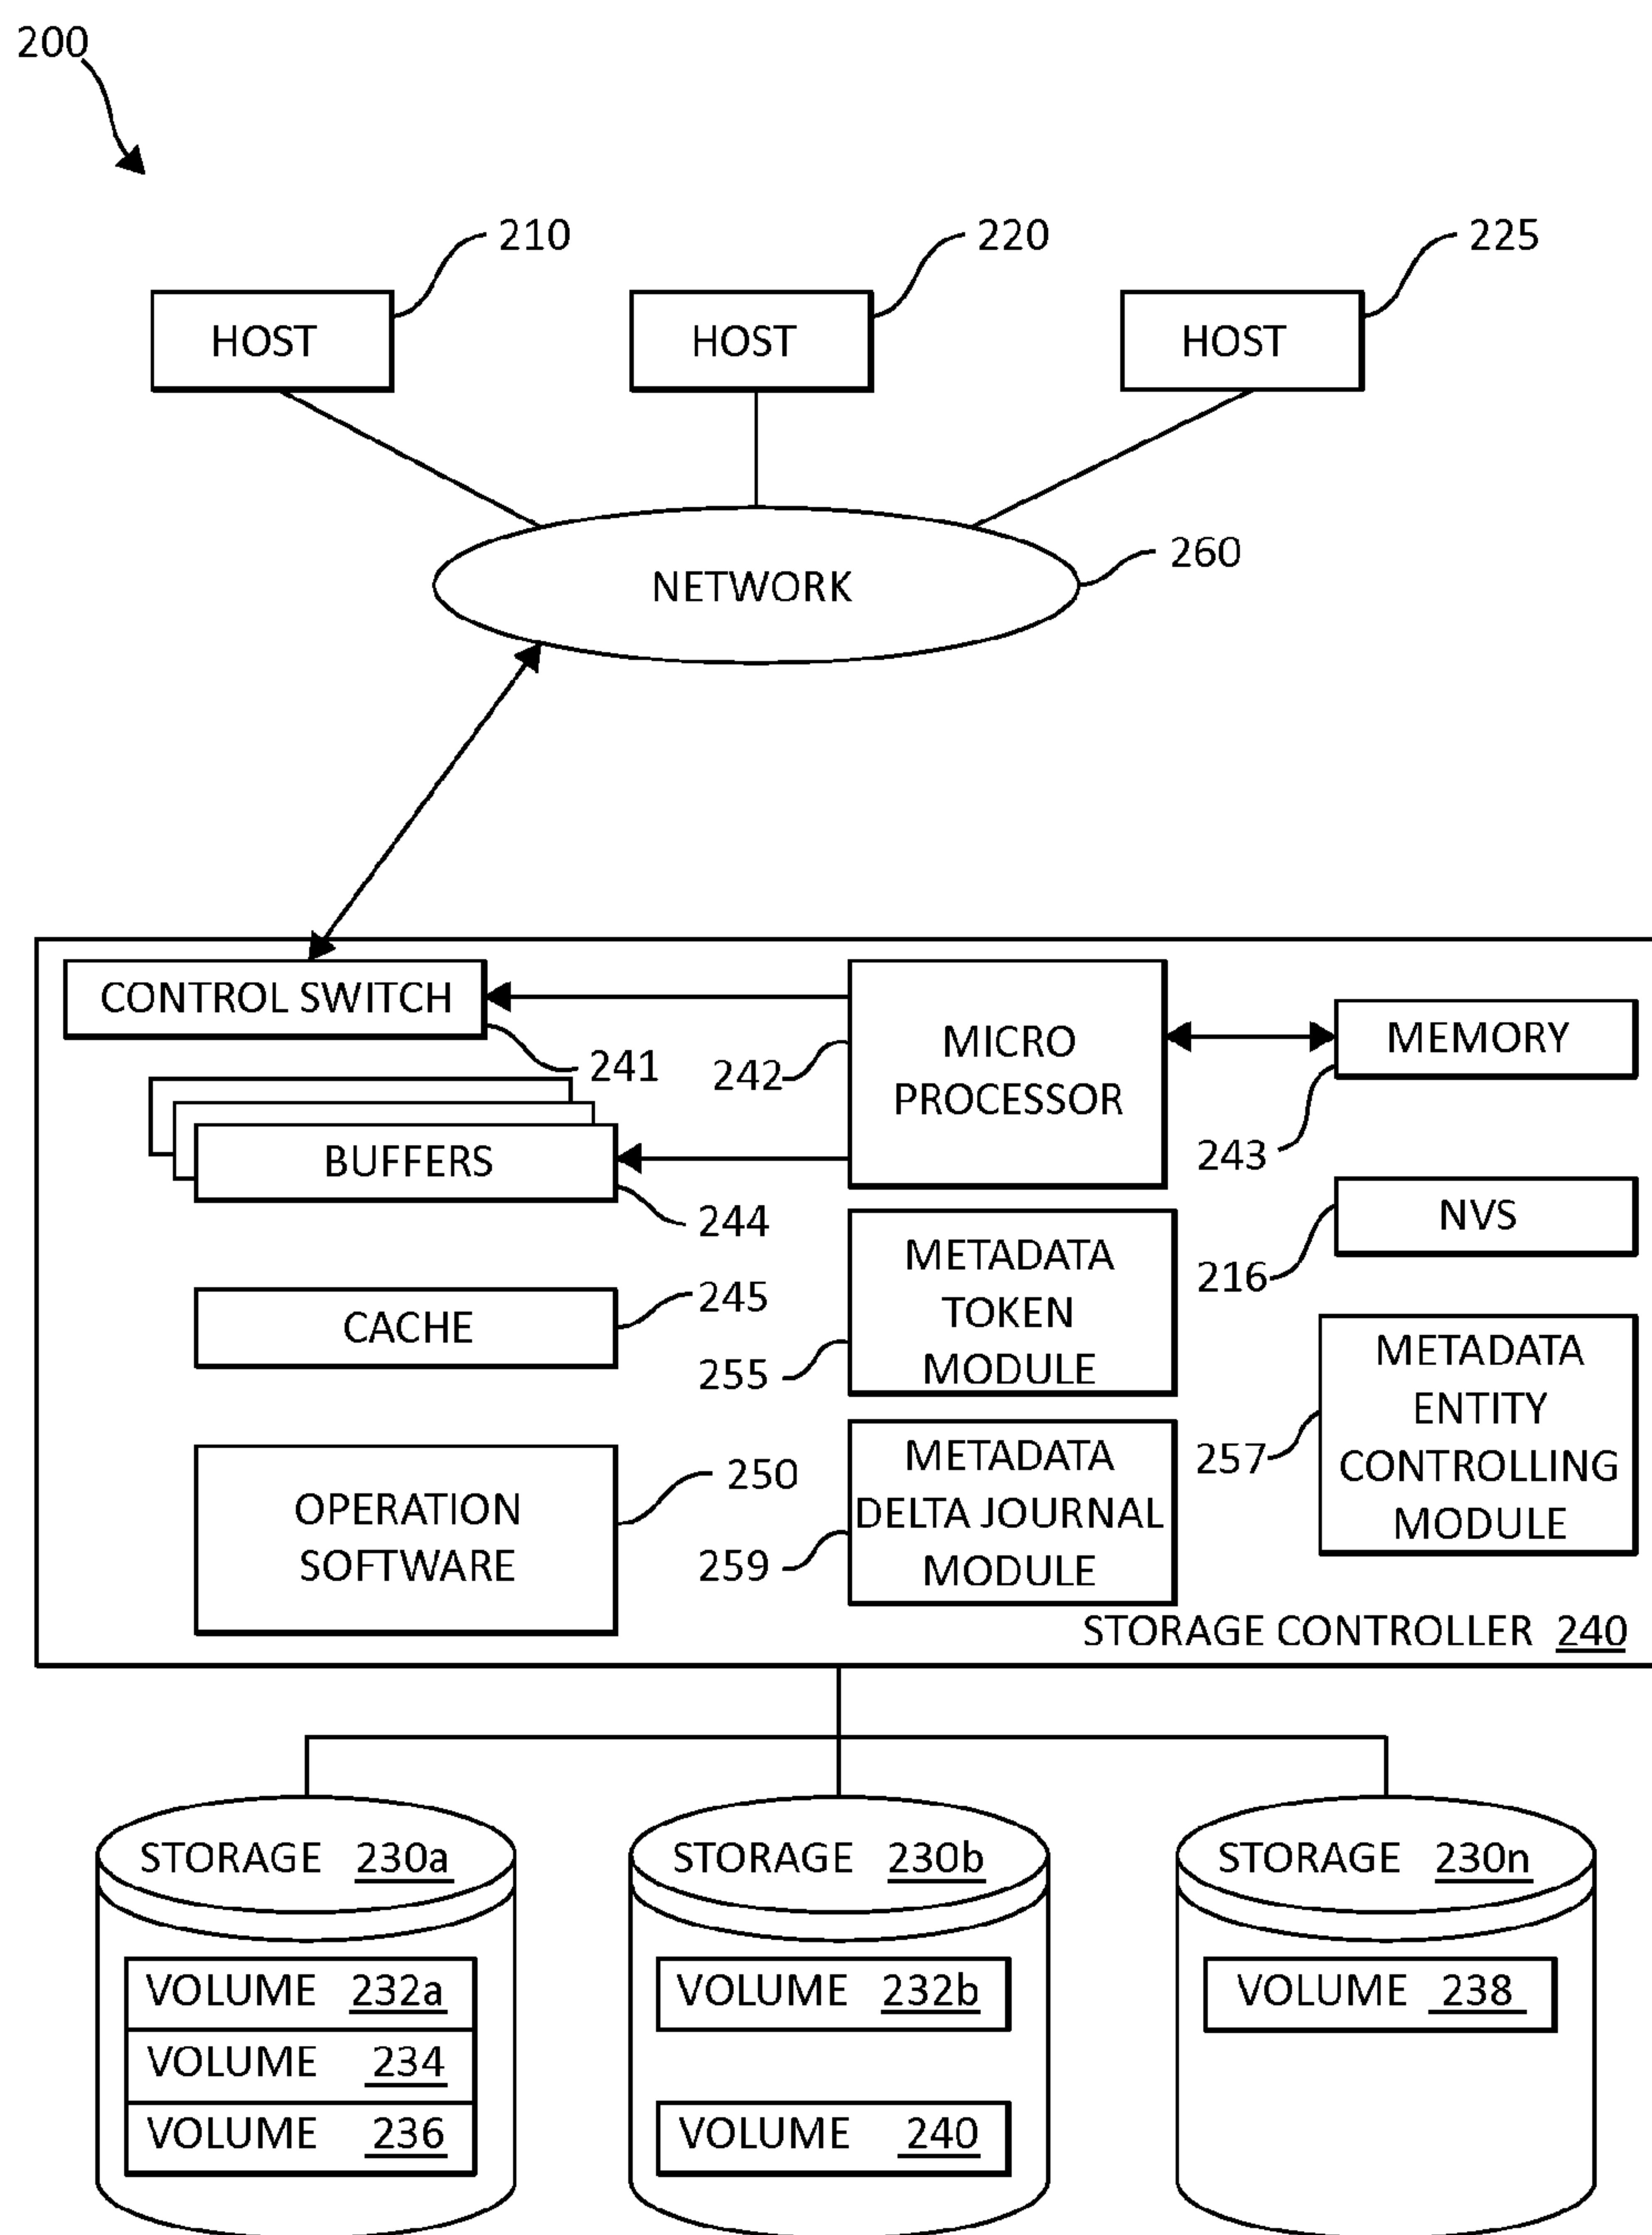 200
210
220
225
HOST
HOST
HOST
260
NETWORK
CONTROL SWITCH
241
242
MICRO
PROCESSOR
MEMORY
243
BUFFERS
244
NVS
216
CACHE
245
METADATA
TOKEN
MODULE
255
METADATA
ENTITY
CONTROLLING
MODULE
257
OPERATION
SOFTWARE
250
METADATA
DELTA JOURNAL
MODULE
259
STORAGE CONTROLLER 240
STORAGE 230a
VOLUME 232a
VOLUME 234
VOLUME 236
STORAGE 230b
VOLUME 232b
VOLUME 240
STORAGE 230n
VOLUME 238